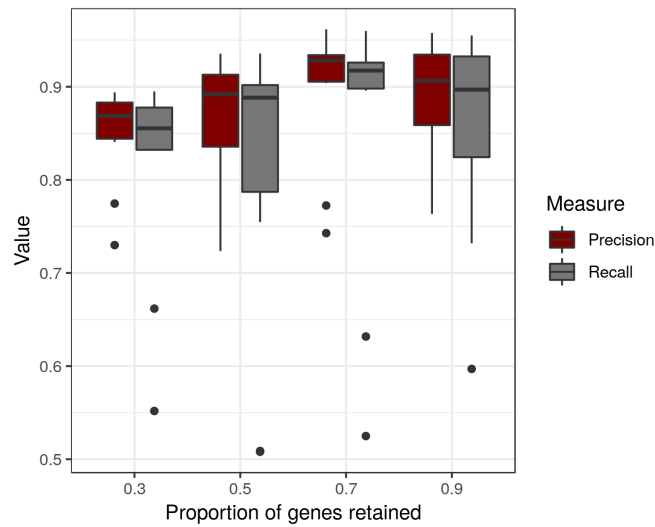 0.9
0.8
0.7
0.6
0.5
Value
0.3 0.5 0.7 0.9
Proportion of genes retained
Measure
Precision
Recall